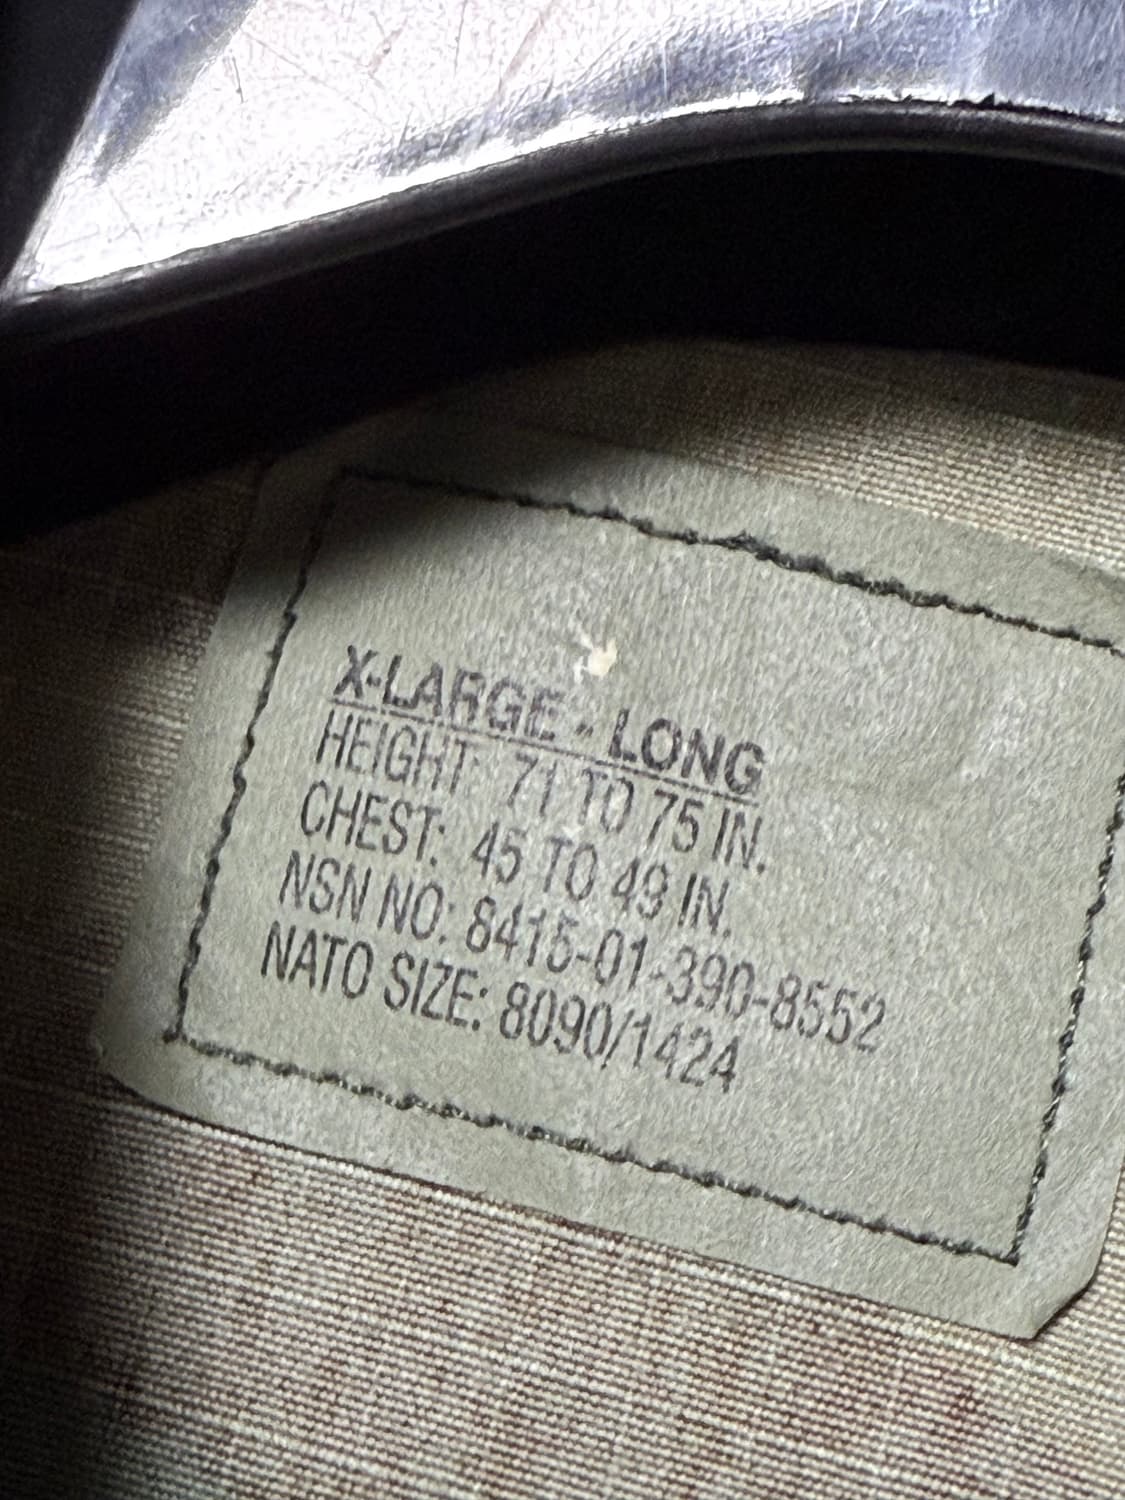 X-LARGE - LONG
HEIGHT: 71 TO 75 IN.
CHEST: 45 TO 49 IN.
NSN NO: 8415-01-390-8552
NATO SIZE: 8090/1424